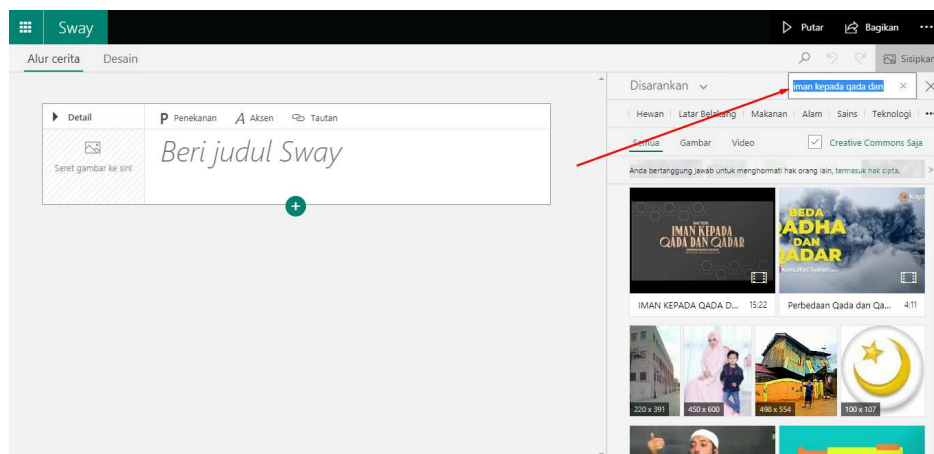 Sway
Putar
Bagikan
Alur cerita
Desain
Sisipkan
Disarankan
iman kepada qada dan
Hewan
Latar Belakang
Makanan
Alam
Sains
Teknologi
Detail
P Penekanan
A Aksen
Tautan
Seret gambar ke sini
Beri judul Sway
Semua
Gambar
Video
Creative Commons Saja
Anda bertanggung jawab untuk menghormati hak orang lain, termasuk hak cipta.
IMAN KEPADA
QADA DAN QADAR
BEDA
QADHA
DAN
QADAR
IMAN KEPADA QADA D... 15:22
Perbedaan Qada dan Qa... 4:11
220 x 391
450 x 600
498 x 554
100 x 107